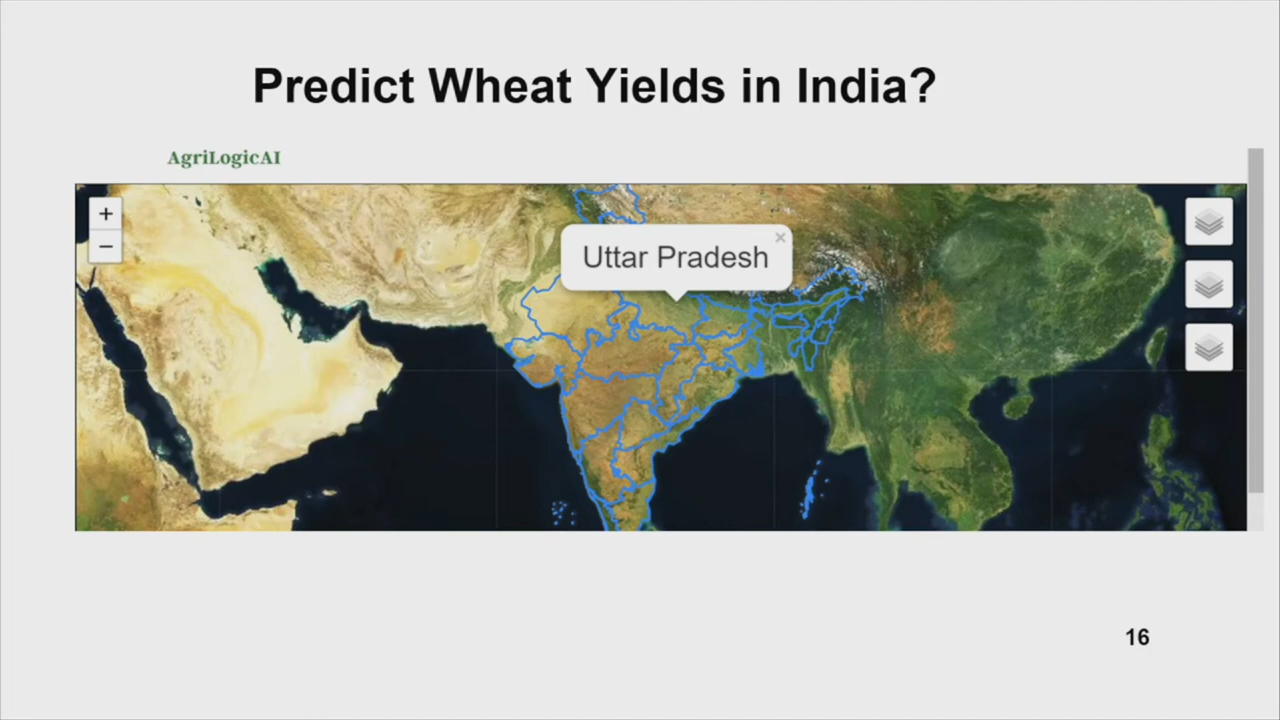 Predict Wheat Yields in India?
AgriLogicAI
+
−
Uttar Pradesh
×
16